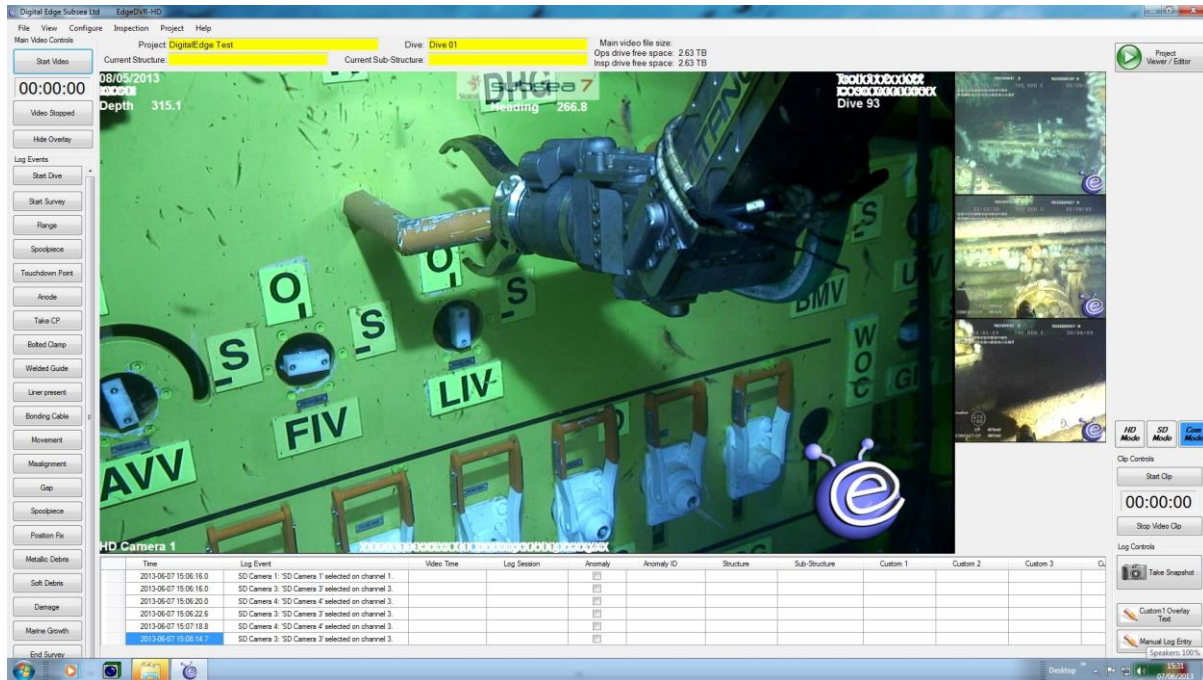 Digital Edge Subsea Ltd EdgeDVR-HD
File View Configure Inspection Project Help
Main Video Controls
Start Video
00:00:00
Video Stopped
Hide Overlay
Log Events
Start Dive
Start Survey
Flange
Spoolpiece
Touchdown Point
Anode
Take CP
Bolted Clamp
Welded Guide
Liner present
Bonding Cable
Movement
Misalignment
Gap
Spoolpiece
Position Fix
Metallic Debris
Soft Debris
Damage
Marine Growth
End Survey
Project DigitalEdge Test
Dive: Dive 01
Current Structure:
Current Sub-Structure:
Main video file size:
Ops drive free space: 2.63 TB
Insp drive free space: 2.63 TB
08/05/2013
Depth 315.1
subsea 7
Heading 266.8
Dive 93
TITAN
O
S
O
S
S
S
FIV
LIV
AVV
BMV
WOC
HD Camera 1
Project Viewer / Editor
HD Mode
SD Mode
Com Mode
Clip Controls
Start Clip
00:00:00
Stop Video Clip
Log Controls
Take Snapshot
Custom1 Overlay Text
Manual Log Entry
Speakers: 100%
Time Log Event Video Time Log Session Anomaly Anomaly ID Structure Sub-Structure Custom 1 Custom 2 Custom 3
2013-06-07 15:06:16.0 SD Camera 1: 'SD Camera 1' selected on channel 1.
2013-06-07 15:06:16.0 SD Camera 3: 'SD Camera 3' selected on channel 3.
2013-06-07 15:06:20.0 SD Camera 4: 'SD Camera 4' selected on channel 3.
2013-06-07 15:06:22.6 SD Camera 3: 'SD Camera 3' selected on channel 3.
2013-06-07 15:07:18.8 SD Camera 4: 'SD Camera 4' selected on channel 3.
2013-06-07 15:08:14.7 SD Camera 3: 'SD Camera 3' selected on channel 3.
Desktop
15:31
07/06/2013